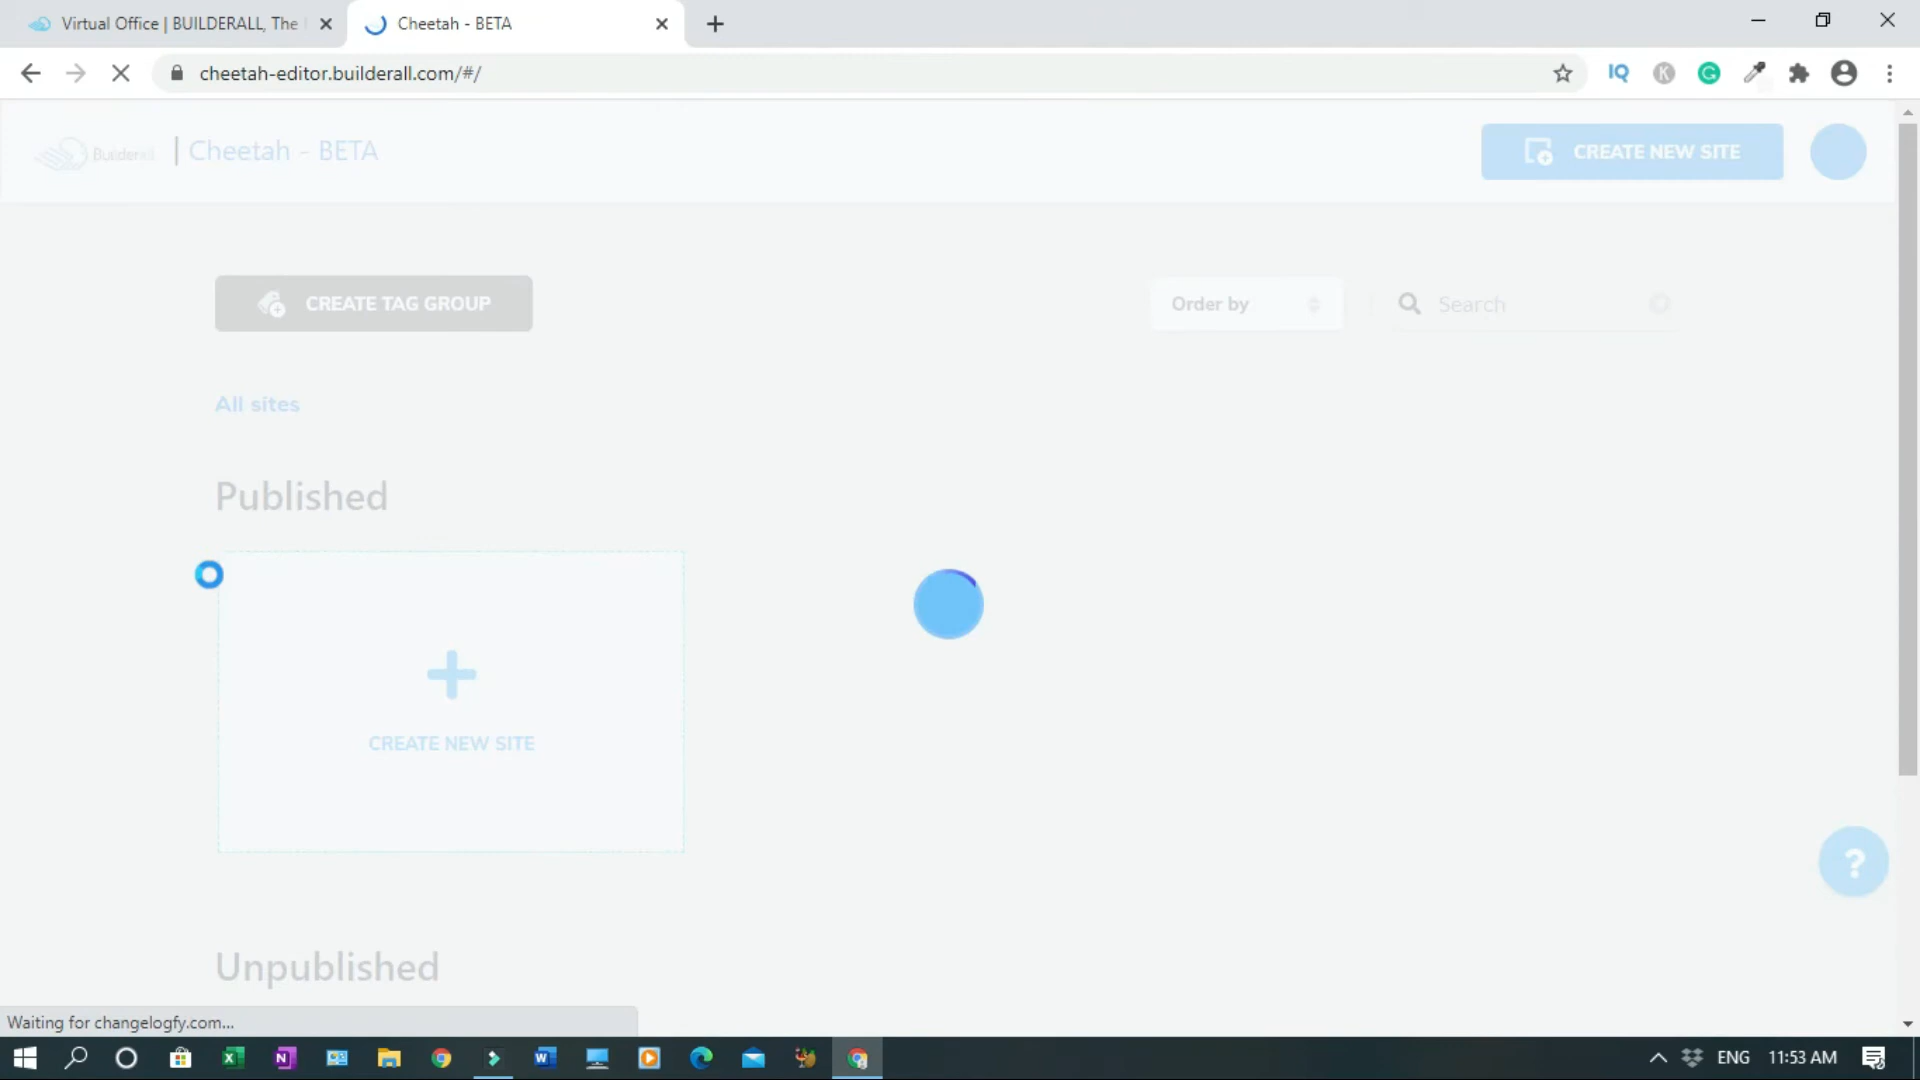 Virtual Office | BUILDERALL, The
Cheetah - BETA
cheetah-editor.builderall.com/#/
IQ
K
G
Builderall
| Cheetah - BETA
CREATE NEW SITE
CREATE TAG GROUP
Order by
Search
All sites
Published
CREATE NEW SITE
?
Unpublished
Waiting for changelogfy.com...
ENG
11:53 AM